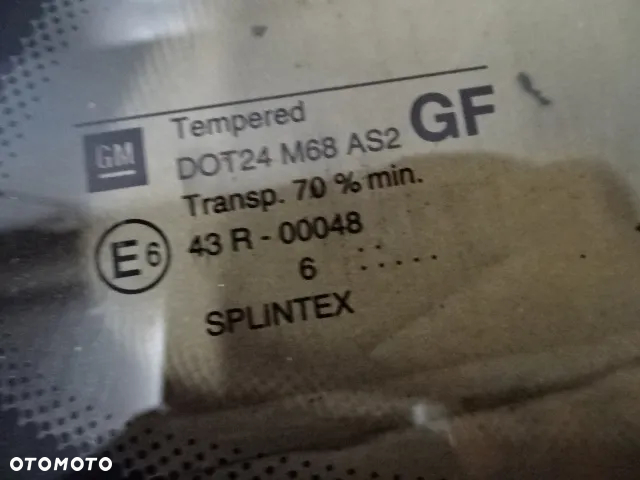 GM
Tempered
DOT24 M68 AS2 GF
Transp. 70 % min.
E6 43 R - 00048
6 . : . . . .
SPLINTEX
OTOMOTO